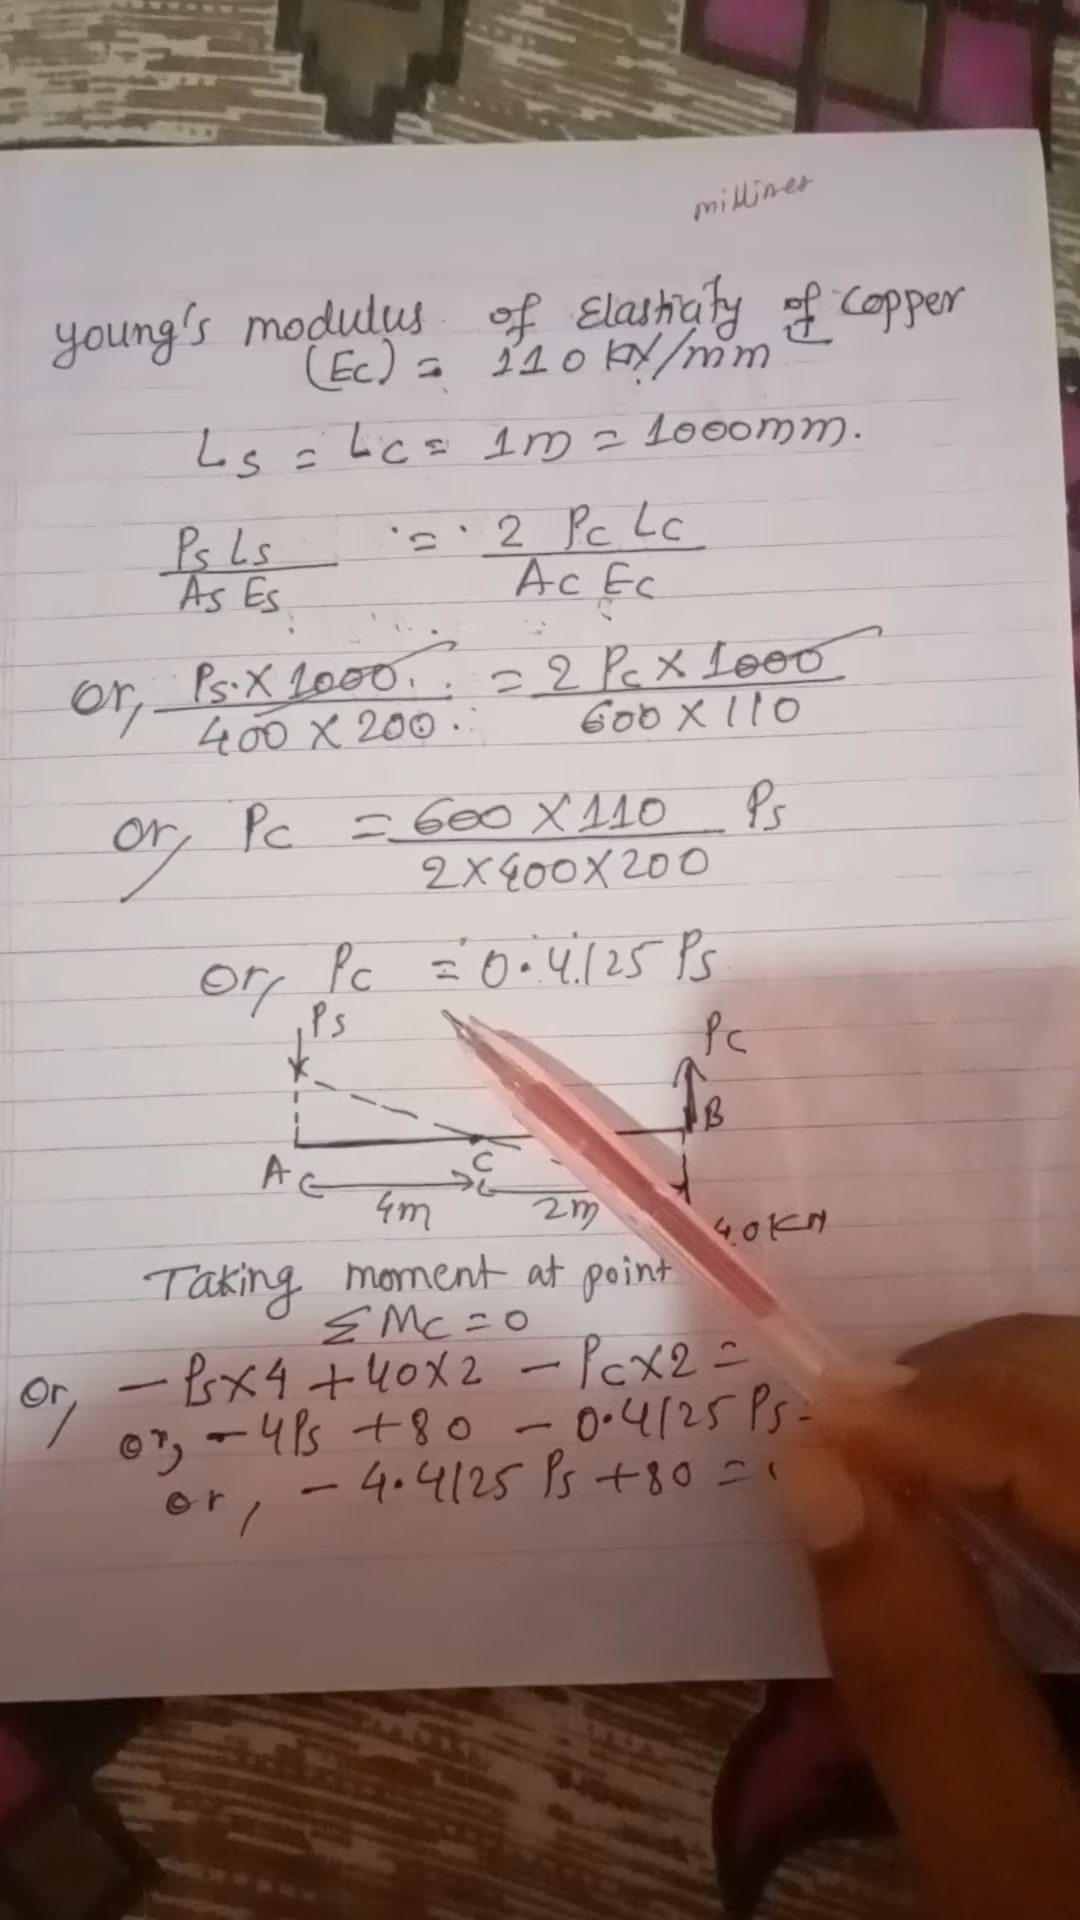 milliner
young's modulus of Elasticity of copper
(Ec) = 110 KN/mm
Ls = Lc = 1m = 1000mm.
Ps Ls / As Es = 2 Pc Lc / Ac Ec
or, Ps × 1000 / 400 × 200 = 2 Pc × 1000 / 600 × 110
or, Pc = 600 × 110 / 2 × 400 × 200 Ps
or, Pc = 0.4125 Ps
Ps
Pc
B
A
C
4m
2m
40KN
Taking moment at point
ΣMc = 0
or, - Ps×4 + 40×2 - Pc×2 =
or, - 4Ps + 80 - 0.4125 Ps
or, - 4.4125 Ps + 80 =